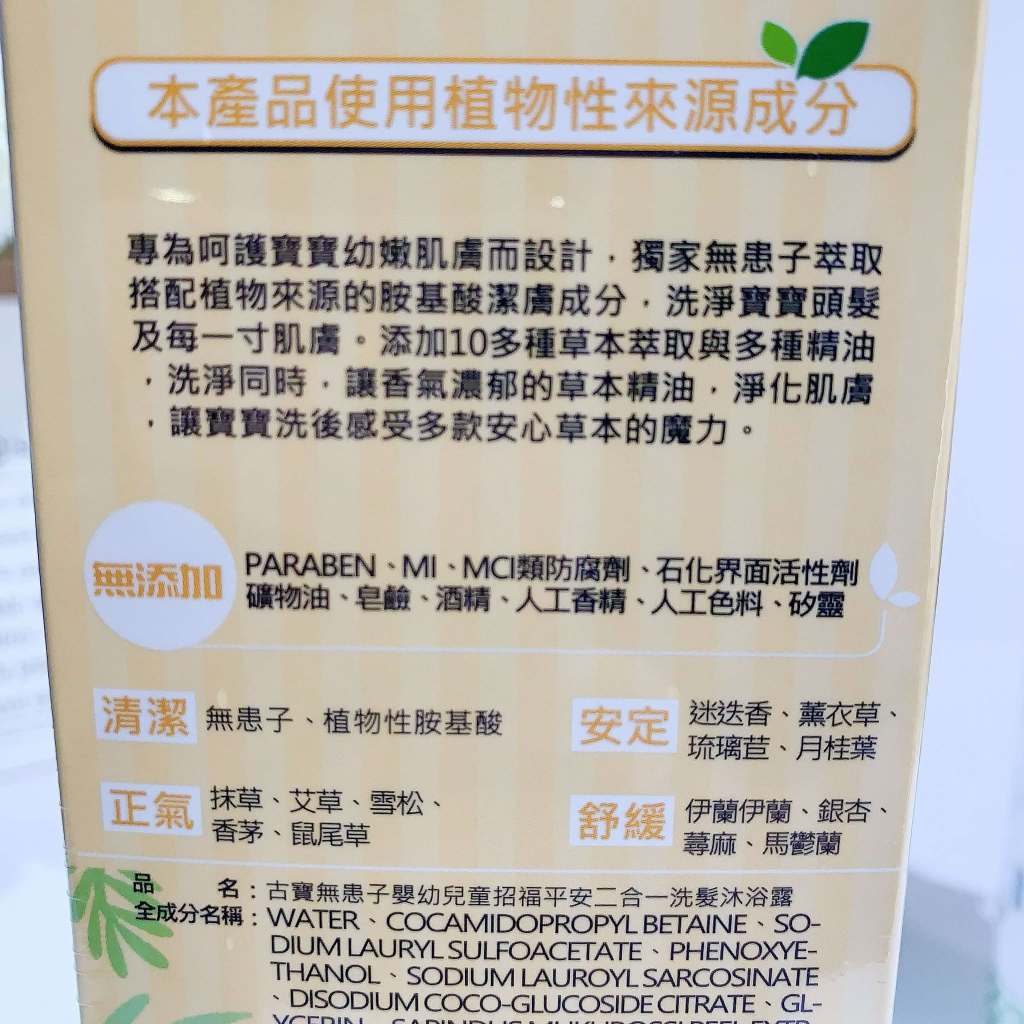 本產品使用植物性來源成分
專為呵護寶寶幼嫩肌膚而設計，獨家無患子萃取
搭配植物來源的胺基酸潔膚成分，洗淨寶寶頭髮
及每一寸肌膚。添加10多種草本萃取與多種精油
，洗淨同時，讓香氣濃郁的草本精油，淨化肌膚
，讓寶寶洗後感受多款安心草本的魔力。
無添加
PARABEN、MI、MCI類防腐劑、石化界面活性劑
礦物油、皂鹼、酒精、人工香精、人工色料、矽靈
清潔
無患子、植物性胺基酸
安定
迷迭香、薰衣草、
琉璃苣、月桂葉
正氣
抹草、艾草、雪松、
香茅、鼠尾草
舒緩
伊蘭伊蘭、銀杏、
蕁麻、馬鬱蘭
品 名：古寶無患子嬰幼兒童招福平安二合一洗髮沐浴露
全成分名稱：WATER、COCAMIDOPROPYL BETAINE、SO-
DIUM LAURYL SULFOACETATE、PHENOXYE-
THANOL、SODIUM LAUROYL SARCOSINATE
、DISODIUM COCO-GLUCOSIDE CITRATE、GL-
YCERIN、SAPINDUS MUKUROSSI PEEL EXTR-